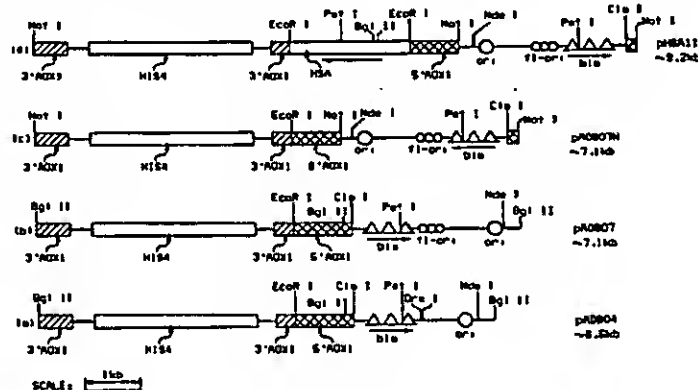 Not I Pst I EcoR I Not I Nde I Pst I Cla I Not I
EcoR I Bgl II
(d) pHSA113
~9.2kb
3'AOX1 HIS4 3'AOX1 HSA 5'AOX1 ori f1-ori bla
Not I EcoR I Not I Nde I Pst I Cla I Not I
(c) pAO807N
~7.1kb
3'AOX1 HIS4 3'AOX1 5'AOX1 ori f1-ori bla
Bgl II EcoR I Bgl II Cla I Pst I Nde I Bgl II
(b) pAO807
~7.1kb
3'AOX1 HIS4 3'AOX1 5'AOX1 bla f1-ori ori
Bgl II EcoR I Bgl II Cla I Pst I Dra I Nde I Bgl II
(a) pAO804
3'AOX1 HIS4 3'AOX1 5'AOX1 bla ori
SCALE: 1kb